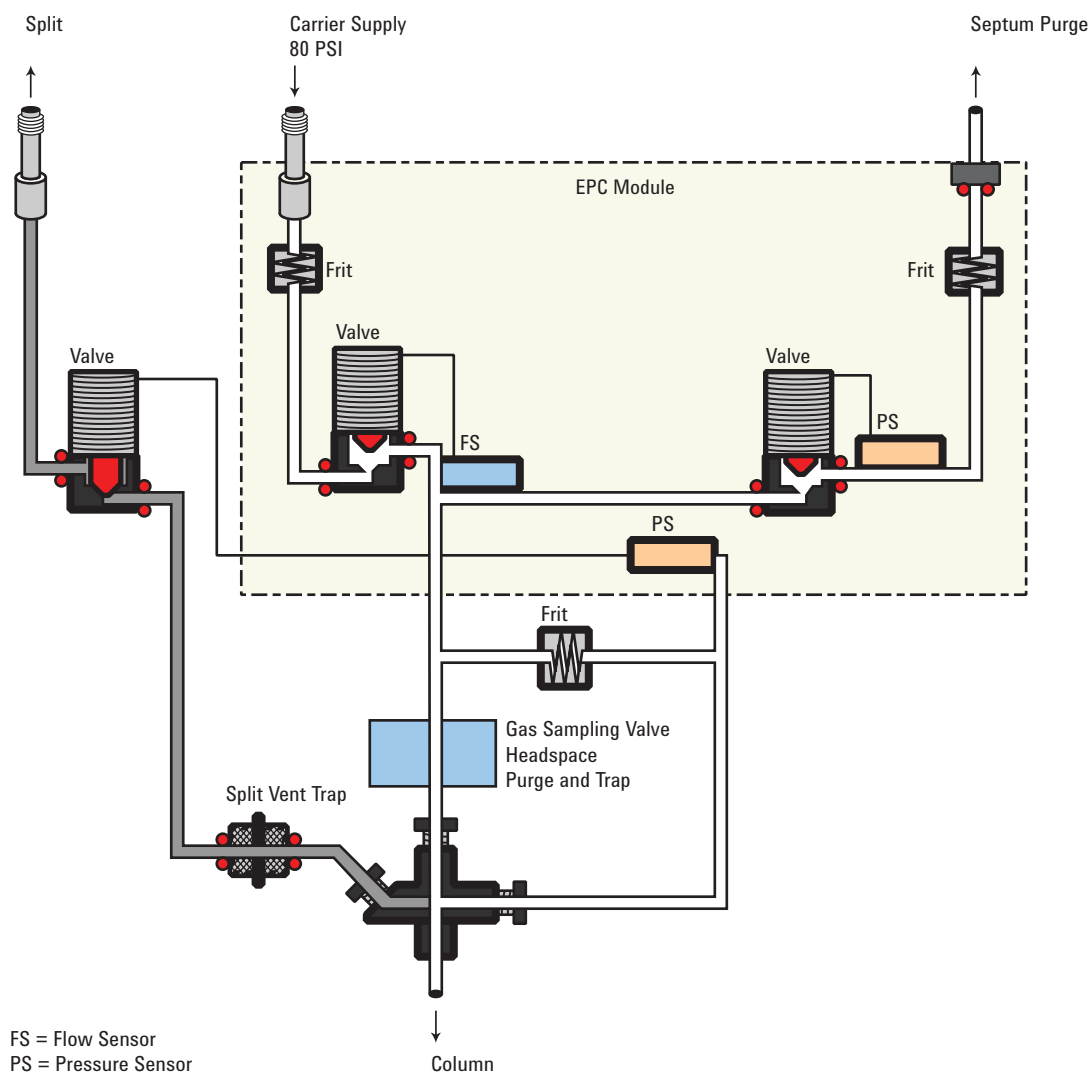 Split
Carrier Supply
80 PSI
Septum Purge
EPC Module
Frit
Frit
Valve
Valve
Valve
FS
PS
PS
Frit
Gas Sampling Valve
Headspace
Purge and Trap
Split Vent Trap
FS = Flow Sensor
PS = Pressure Sensor
Column